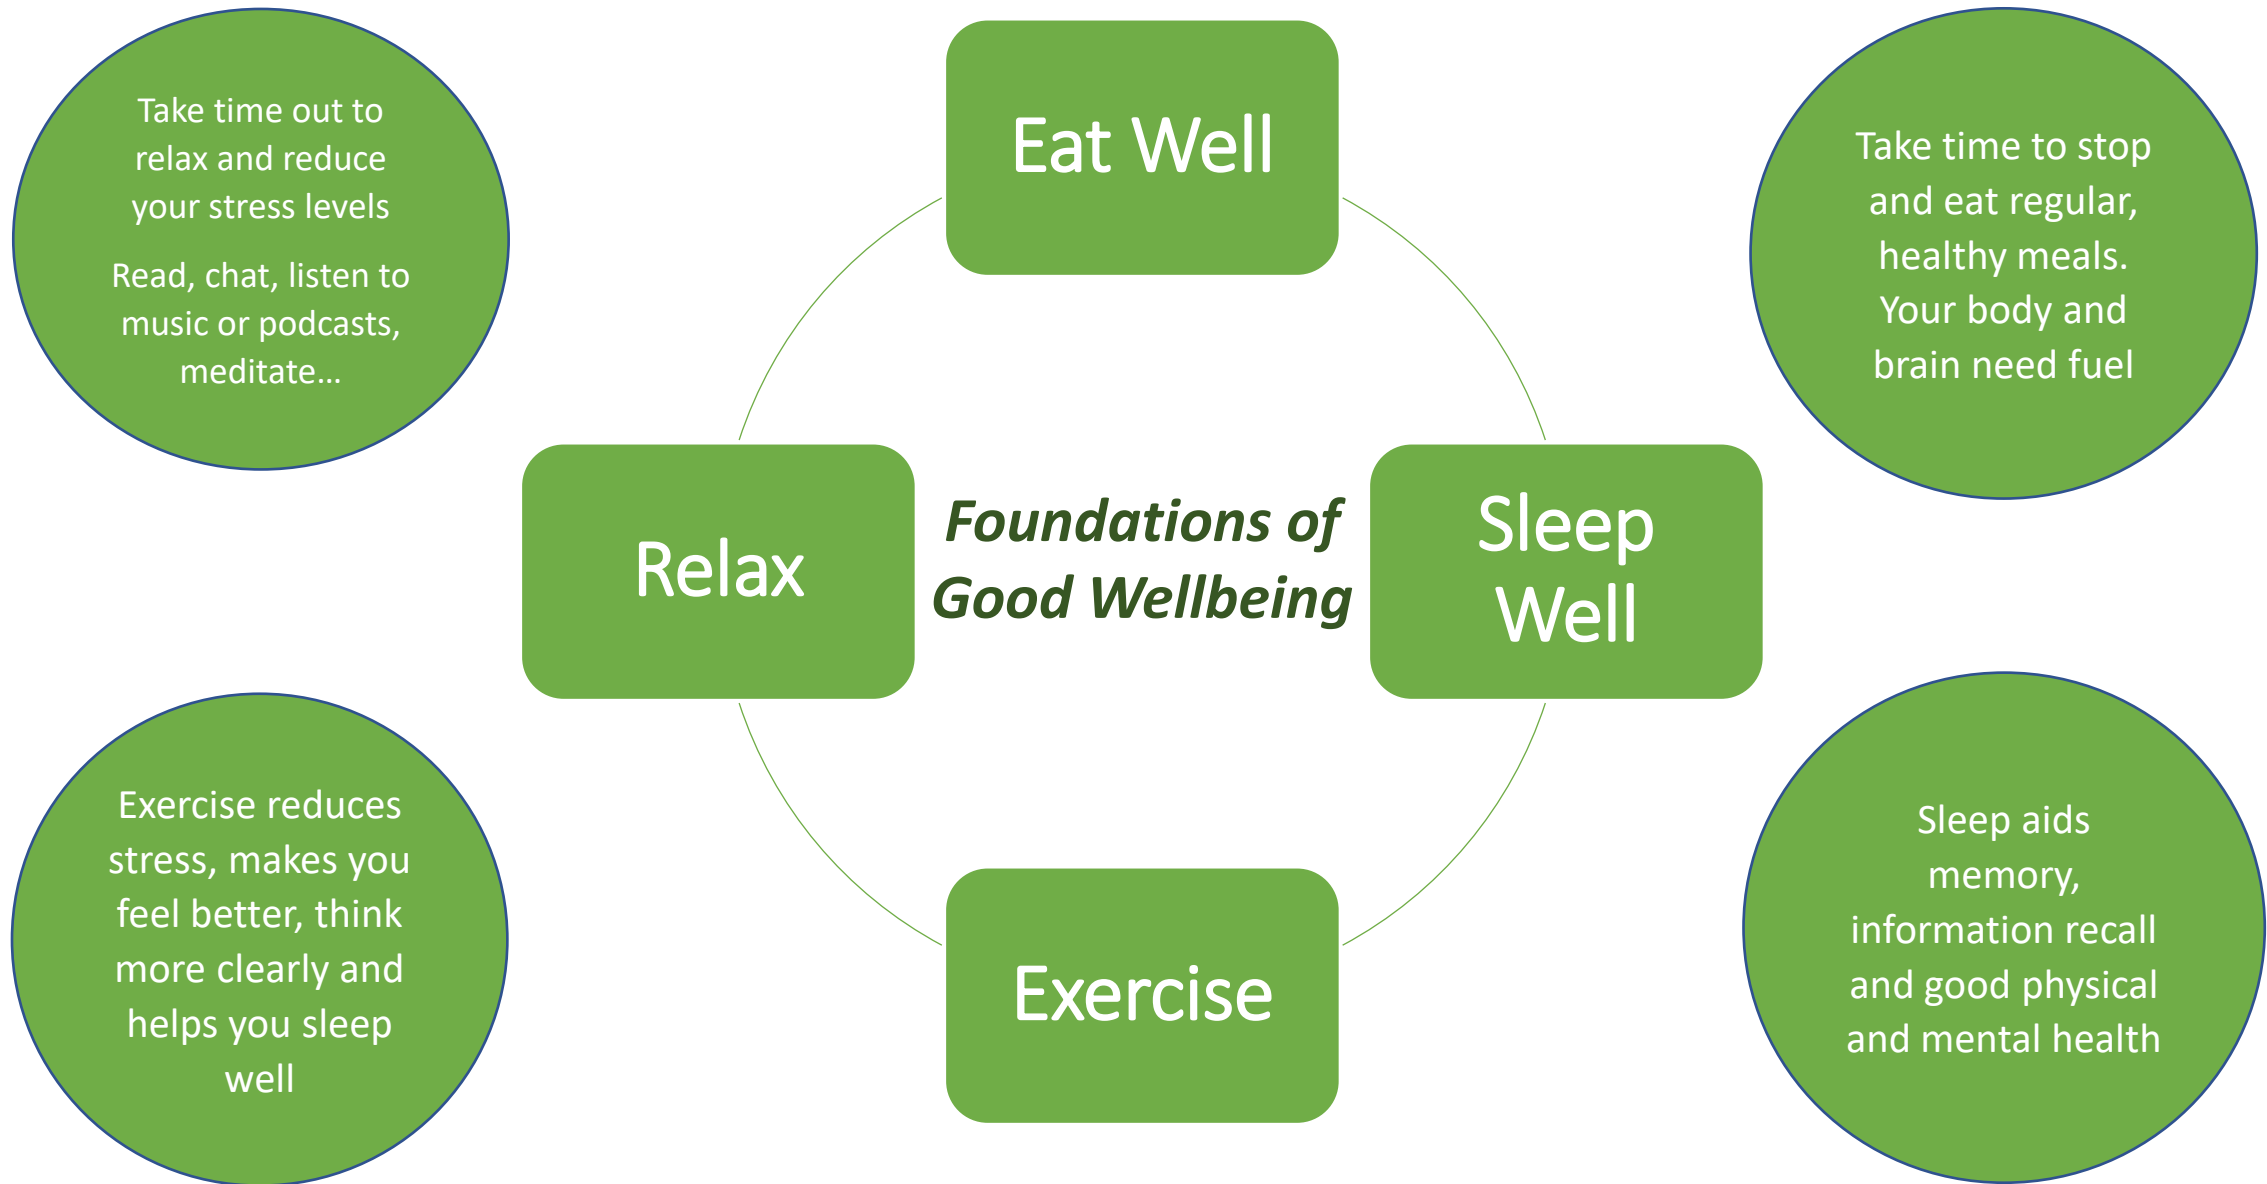 Take time out to
relax and reduce
your stress levels
Read, chat, listen to
music or podcasts,
meditate…
Eat Well
Take time to stop
and eat regular,
healthy meals.
Your body and
brain need fuel
Relax
Foundations of
Good Wellbeing
Sleep
Well
Exercise reduces
stress, makes you
feel better, think
more clearly and
helps you sleep
well
Exercise
Sleep aids
memory,
information recall
and good physical
and mental health